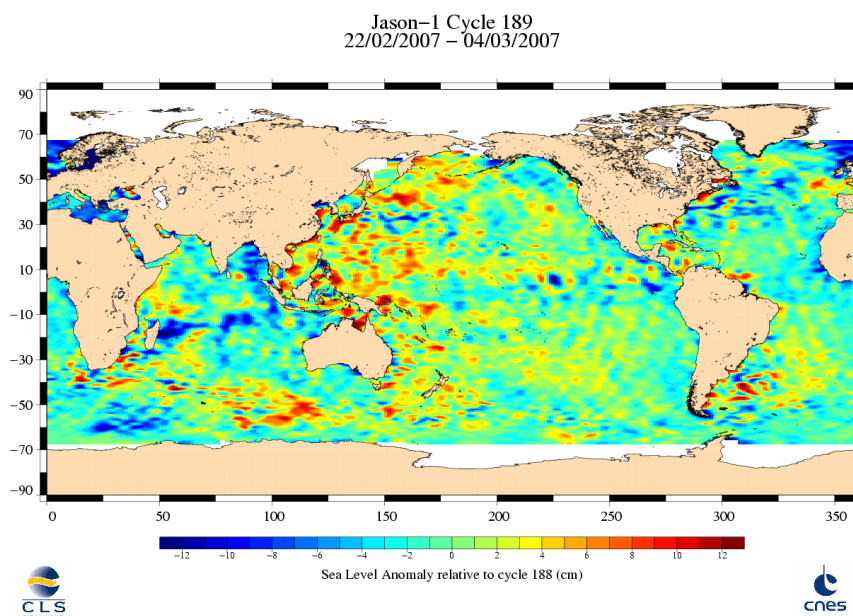 Jason−1 Cycle 189
22/02/2007 − 04/03/2007
90
70
50
30
10
−10
−30
−50
−70
−90
0 50 100 150 200 250 300 350
−12 −10 −8 −6 −4 −2 0 2 4 6 8 10 12
Sea Level Anomaly relative to cycle 188 (cm)
CLS
cnes